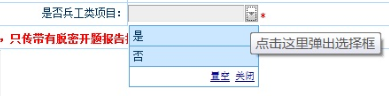 是否兵工类项目： *
是
，只传带有脱密开题报告
点击这里弹出选择框
否
置空 关闭